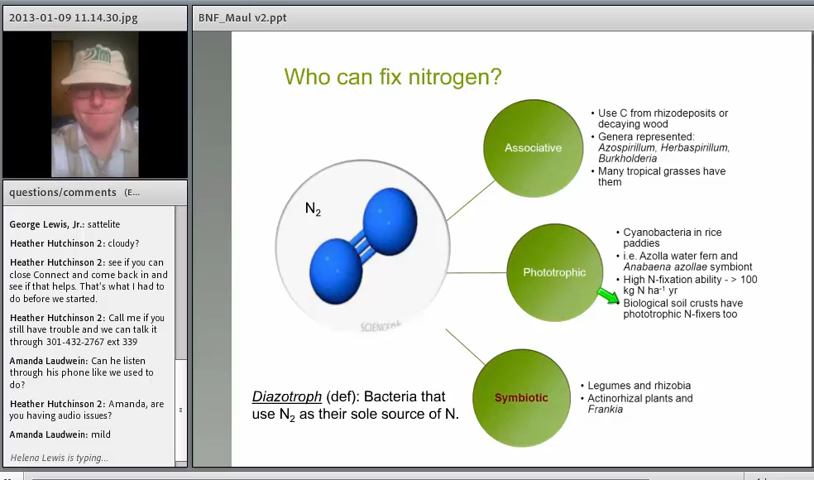 2013-01-09 11.14.30.jpg
questions/comments (E...
George Lewis, Jr.: sattelite
Heather Hutchinson 2: cloudy?
Heather Hutchinson 2: see if you can
close Connect and come back in and
see if that helps. That's what I had to
do before we started.
Heather Hutchinson 2: Call me if you
still have trouble and we can talk it
through 301-432-2767 ext 339
Amanda Laudwein: Can he listen
through his phone like we used to
do?
Heather Hutchinson 2: Amanda, are
you having audio issues?
Amanda Laudwein: mild
Helena Lewis is typing...
BNF_Maul v2.ppt
Who can fix nitrogen?
N2
Associative
• Use C from rhizodeposits or
decaying wood
• Genera represented:
Azospirillum, Herbaspirillum,
Burkholderia
• Many tropical grasses have
them
Phototrophic
• Cyanobacteria in rice
paddies
• i.e. Azolla water fern and
Anabaena azollae symbiont
• High N-fixation ability - > 100
kg N ha-1 yr
• Biological soil crusts have
phototrophic N-fixers too
Symbiotic
• Legumes and rhizobia
• Actinorhizal plants and
Frankia
Diazotroph (def): Bacteria that
use N2 as their sole source of N.